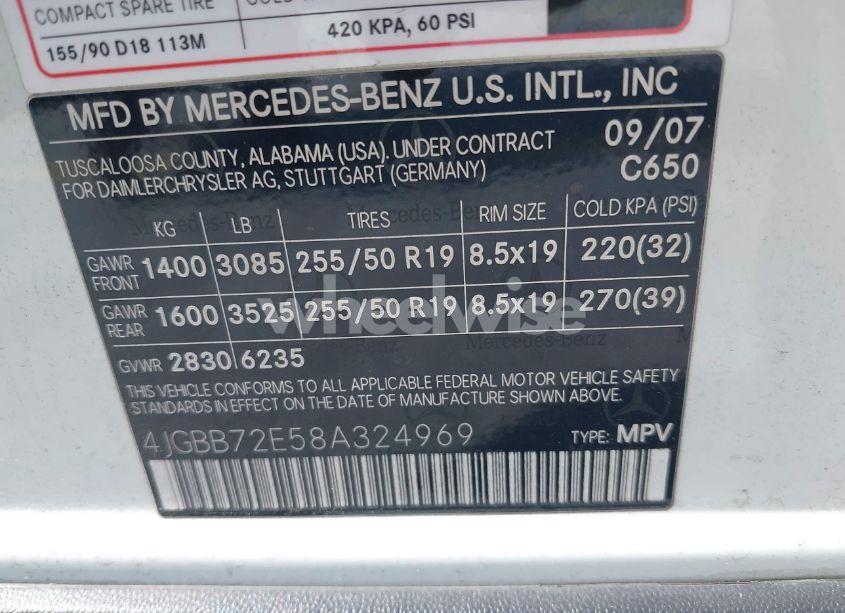 COMPACT SPARE TIRE
155/90 D18 113M 420 KPA, 60 PSI
MFD BY MERCEDES-BENZ U.S. INTL., INC
TUSCALOOSA COUNTY, ALABAMA (USA). UNDER CONTRACT 09/07
FOR DAIMLERCHRYSLER AG, STUTTGART (GERMANY) C650
KG LB TIRES RIM SIZE COLD KPA (PSI)
GAWR FRONT 1400 3085 255/50 R19 8.5x19 220(32)
GAWR REAR 1600 3525 255/50 R19 8.5x19 270(39)
wheelwise
GVWR 2830 6235
THIS VEHICLE CONFORMS TO ALL APPLICABLE FEDERAL MOTOR VEHICLE SAFETY
STANDARDS IN EFFECT ON THE DATE OF MANUFACTURE SHOWN ABOVE.
4JGBB72E58A324969 TYPE: MPV